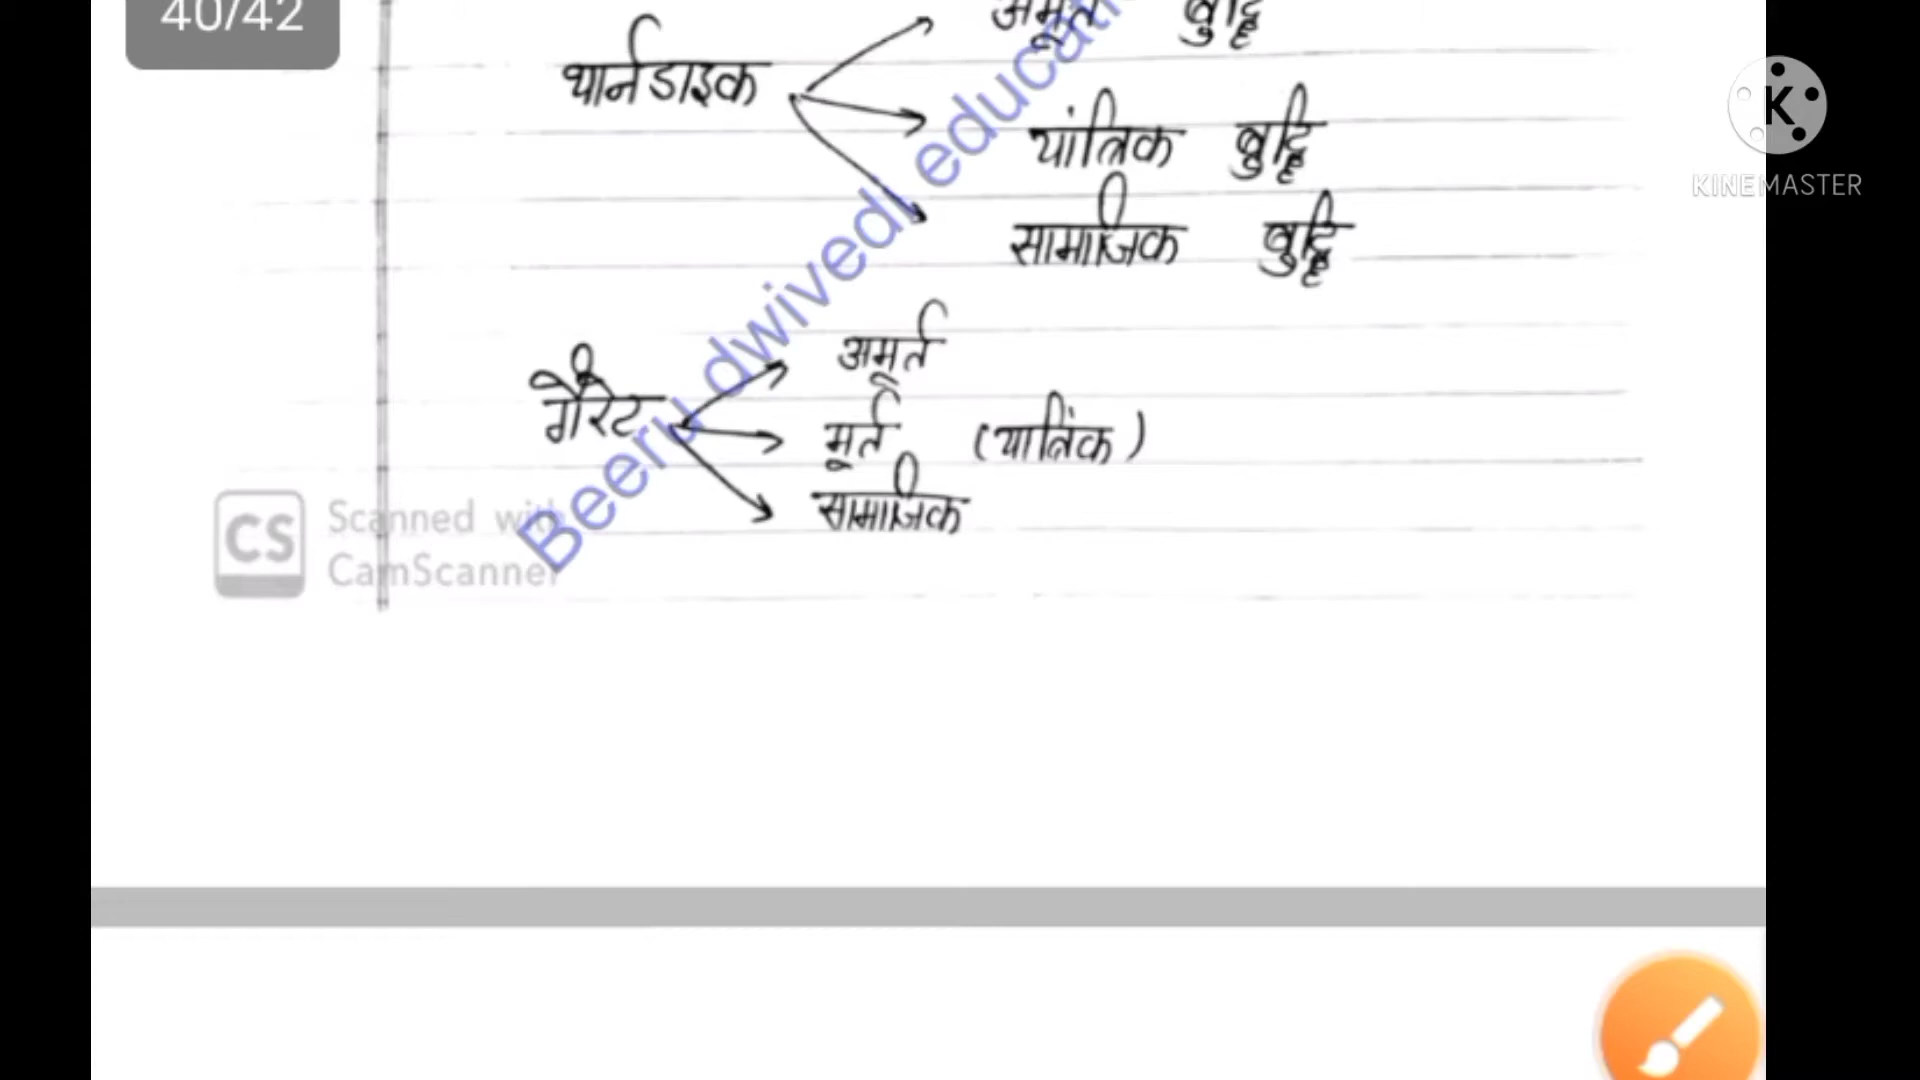 40/42
अमूर्त बुद्धि
थार्नडाइक
यांत्रिक बुद्धि
सामाजिक बुद्धि
अमूर्त
गैरेट
मूर्त (यात्रिंक)
सामाजिक
Beeru dwivedi educati
CS Scanned with
CamScanner
K
KINEMASTER